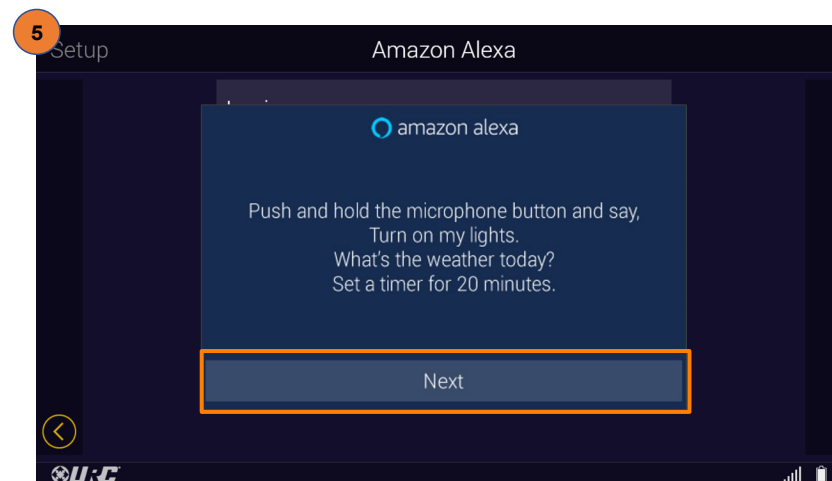 5
Setup
Amazon Alexa
amazon alexa
Push and hold the microphone button and say,
Turn on my lights.
What's the weather today?
Set a timer for 20 minutes.
Next
URC